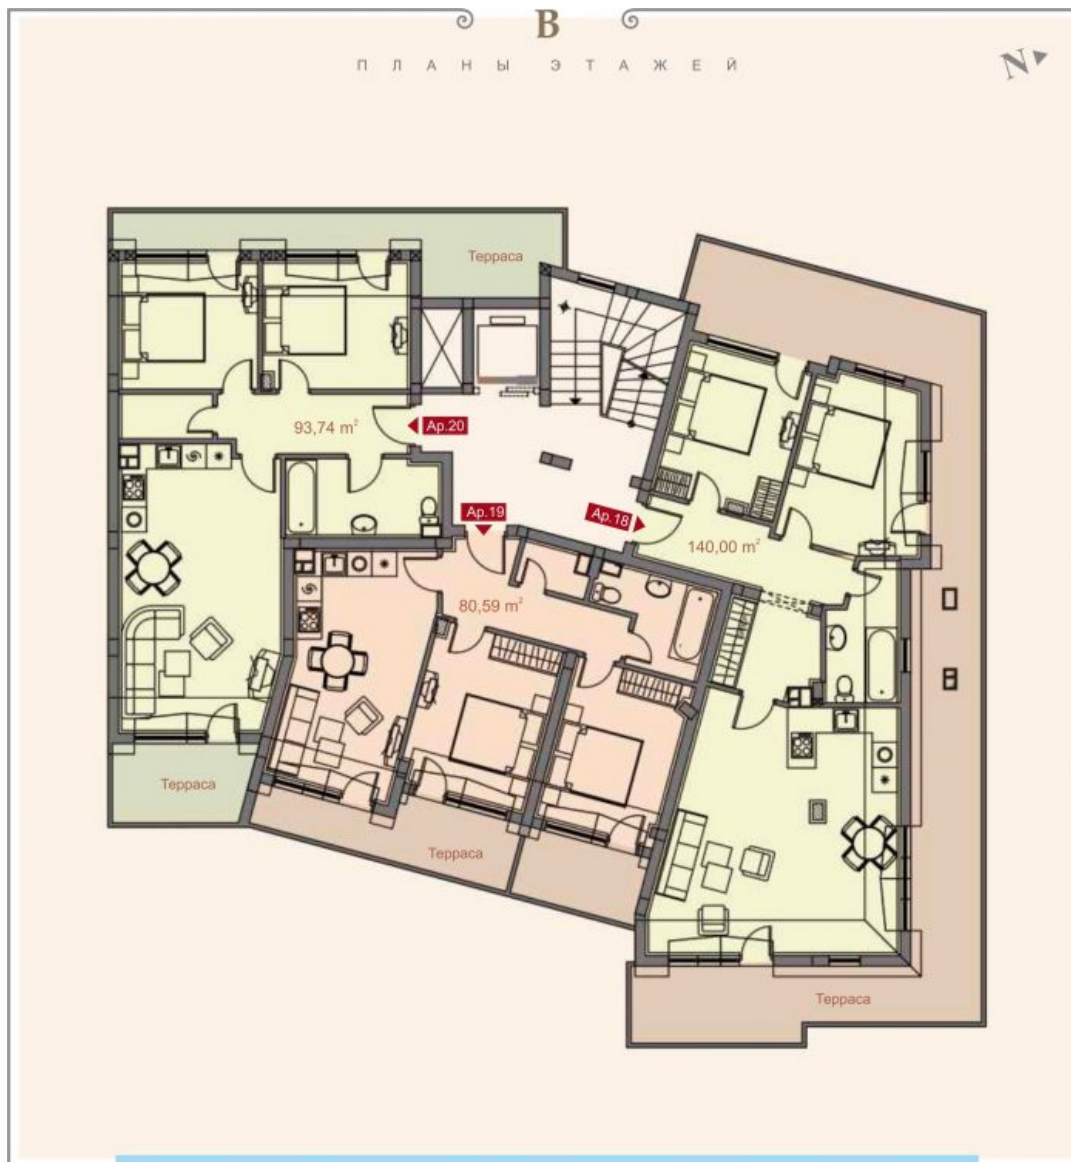 B
ПЛАНЫ ЭТАЖЕЙ
N
Терраса
93,74 m²
Ap.20
Ap.19
Ap.18
140,00 m²
80,59 m²
Терраса
Терраса
Терраса